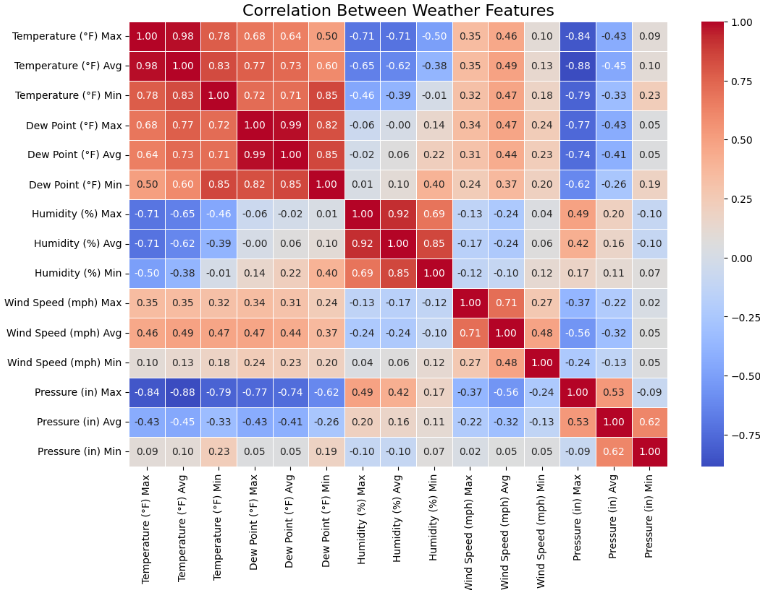 Correlation Between Weather Features
Temperature (°F) Max 1.00 0.98 0.78 0.68 0.64 0.50 -0.71 -0.71 -0.50 0.35 0.46 0.10 -0.84 -0.43 0.09
Temperature (°F) Avg 0.98 1.00 0.83 0.77 0.73 0.60 -0.65 -0.62 -0.38 0.35 0.49 0.13 -0.88 -0.45 0.10
Temperature (°F) Min 0.78 0.83 1.00 0.72 0.71 0.85 -0.46 -0.39 -0.01 0.32 0.47 0.18 -0.79 -0.33 0.23
Dew Point (°F) Max 0.68 0.77 0.72 1.00 0.99 0.82 -0.06 -0.00 0.14 0.34 0.47 0.24 -0.77 -0.43 0.05
Dew Point (°F) Avg 0.64 0.73 0.71 0.99 1.00 0.85 -0.02 0.06 0.22 0.31 0.44 0.23 -0.74 -0.41 0.05
Dew Point (°F) Min 0.50 0.60 0.85 0.82 0.85 1.00 0.01 0.10 0.40 0.24 0.37 0.20 -0.62 -0.26 0.19
Humidity (%) Max -0.71 -0.65 -0.46 -0.06 -0.02 0.01 1.00 0.92 0.69 -0.13 -0.24 0.04 0.49 0.20 -0.10
Humidity (%) Avg -0.71 -0.62 -0.39 -0.00 0.06 0.10 0.92 1.00 0.85 -0.17 -0.24 0.06 0.42 0.16 -0.10
Humidity (%) Min -0.50 -0.38 -0.01 0.14 0.22 0.40 0.69 0.85 1.00 -0.12 -0.10 0.12 0.17 0.11 0.07
Wind Speed (mph) Max 0.35 0.35 0.32 0.34 0.31 0.24 -0.13 -0.17 -0.12 1.00 0.71 0.27 -0.37 -0.22 0.02
Wind Speed (mph) Avg 0.46 0.49 0.47 0.47 0.44 0.37 -0.24 -0.24 -0.10 0.71 1.00 0.48 -0.56 -0.32 0.05
Wind Speed (mph) Min 0.10 0.13 0.18 0.24 0.23 0.20 0.04 0.06 0.12 0.27 0.48 1.00 -0.24 -0.13 0.05
Pressure (in) Max -0.84 -0.88 -0.79 -0.77 -0.74 -0.62 0.49 0.42 0.17 -0.37 -0.56 -0.24 1.00 0.53 -0.09
Pressure (in) Avg -0.43 -0.45 -0.33 -0.43 -0.41 -0.26 0.20 0.16 0.11 -0.22 -0.32 -0.13 0.53 1.00 0.62
Pressure (in) Min 0.09 0.10 0.23 0.05 0.05 0.19 -0.10 -0.10 0.07 0.02 0.05 0.05 -0.09 0.62 1.00
Temperature (°F) Max
Temperature (°F) Avg
Temperature (°F) Min
Dew Point (°F) Max
Dew Point (°F) Avg
Dew Point (°F) Min
Humidity (%) Max
Humidity (%) Avg
Humidity (%) Min
Wind Speed (mph) Max
Wind Speed (mph) Avg
Wind Speed (mph) Min
Pressure (in) Max
Pressure (in) Avg
Pressure (in) Min
1.00
0.75
0.50
0.25
0.00
−0.25
−0.50
−0.75